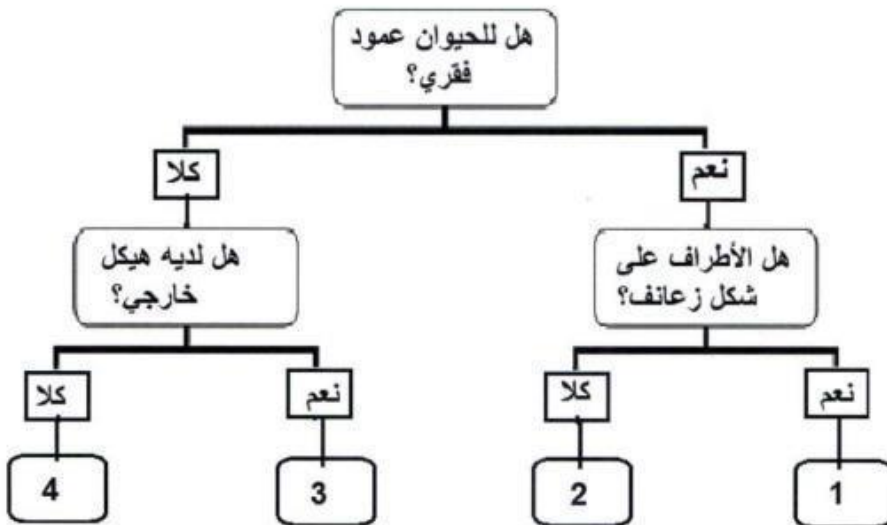 هل للحيوان عمود
فقري؟
نعم
كلا
هل الأطراف على
شكل زعانف؟
هل لديه هيكل
خارجي؟
نعم
كلا
نعم
كلا
1
2
3
4